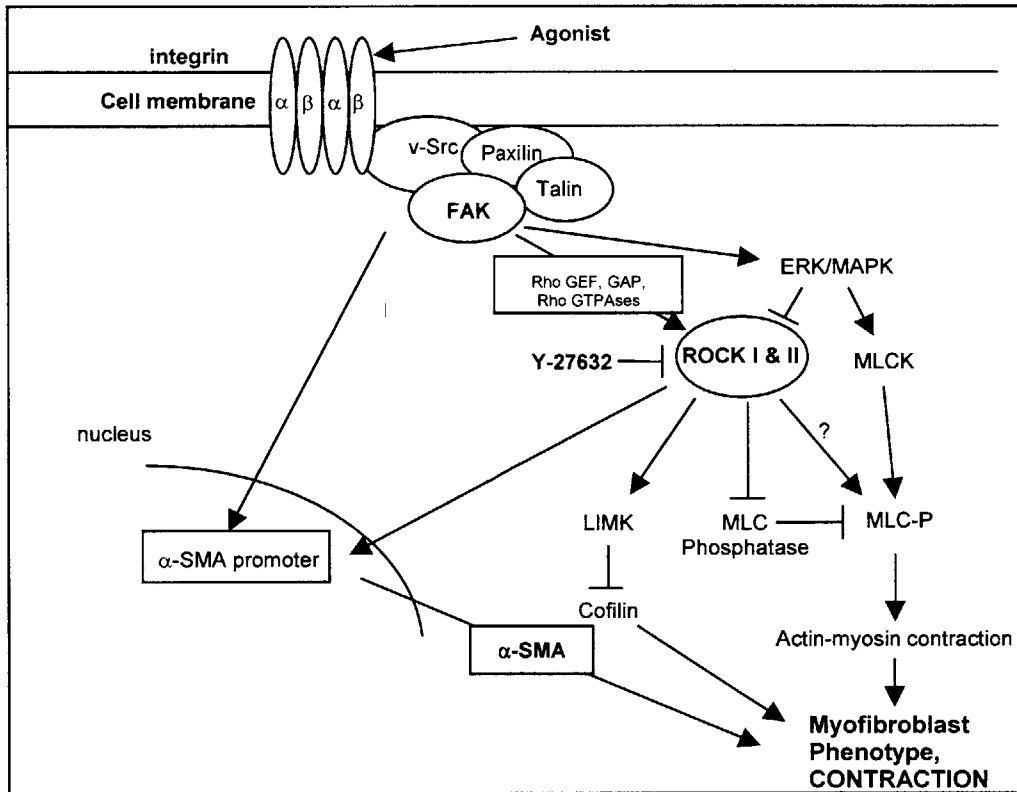 Agonist
integrin
Cell membrane
α β α β
v-Src
Paxilin
Talin
FAK
ERK/MAPK
Rho GEF, GAP,
Rho GTPAses
Y-27632
ROCK I & II
MLCK
?
nucleus
LIMK
MLC
Phosphatase
MLC-P
α-SMA promoter
Cofilin
α-SMA
Actin-myosin contraction
Myofibroblast
Phenotype,
CONTRACTION